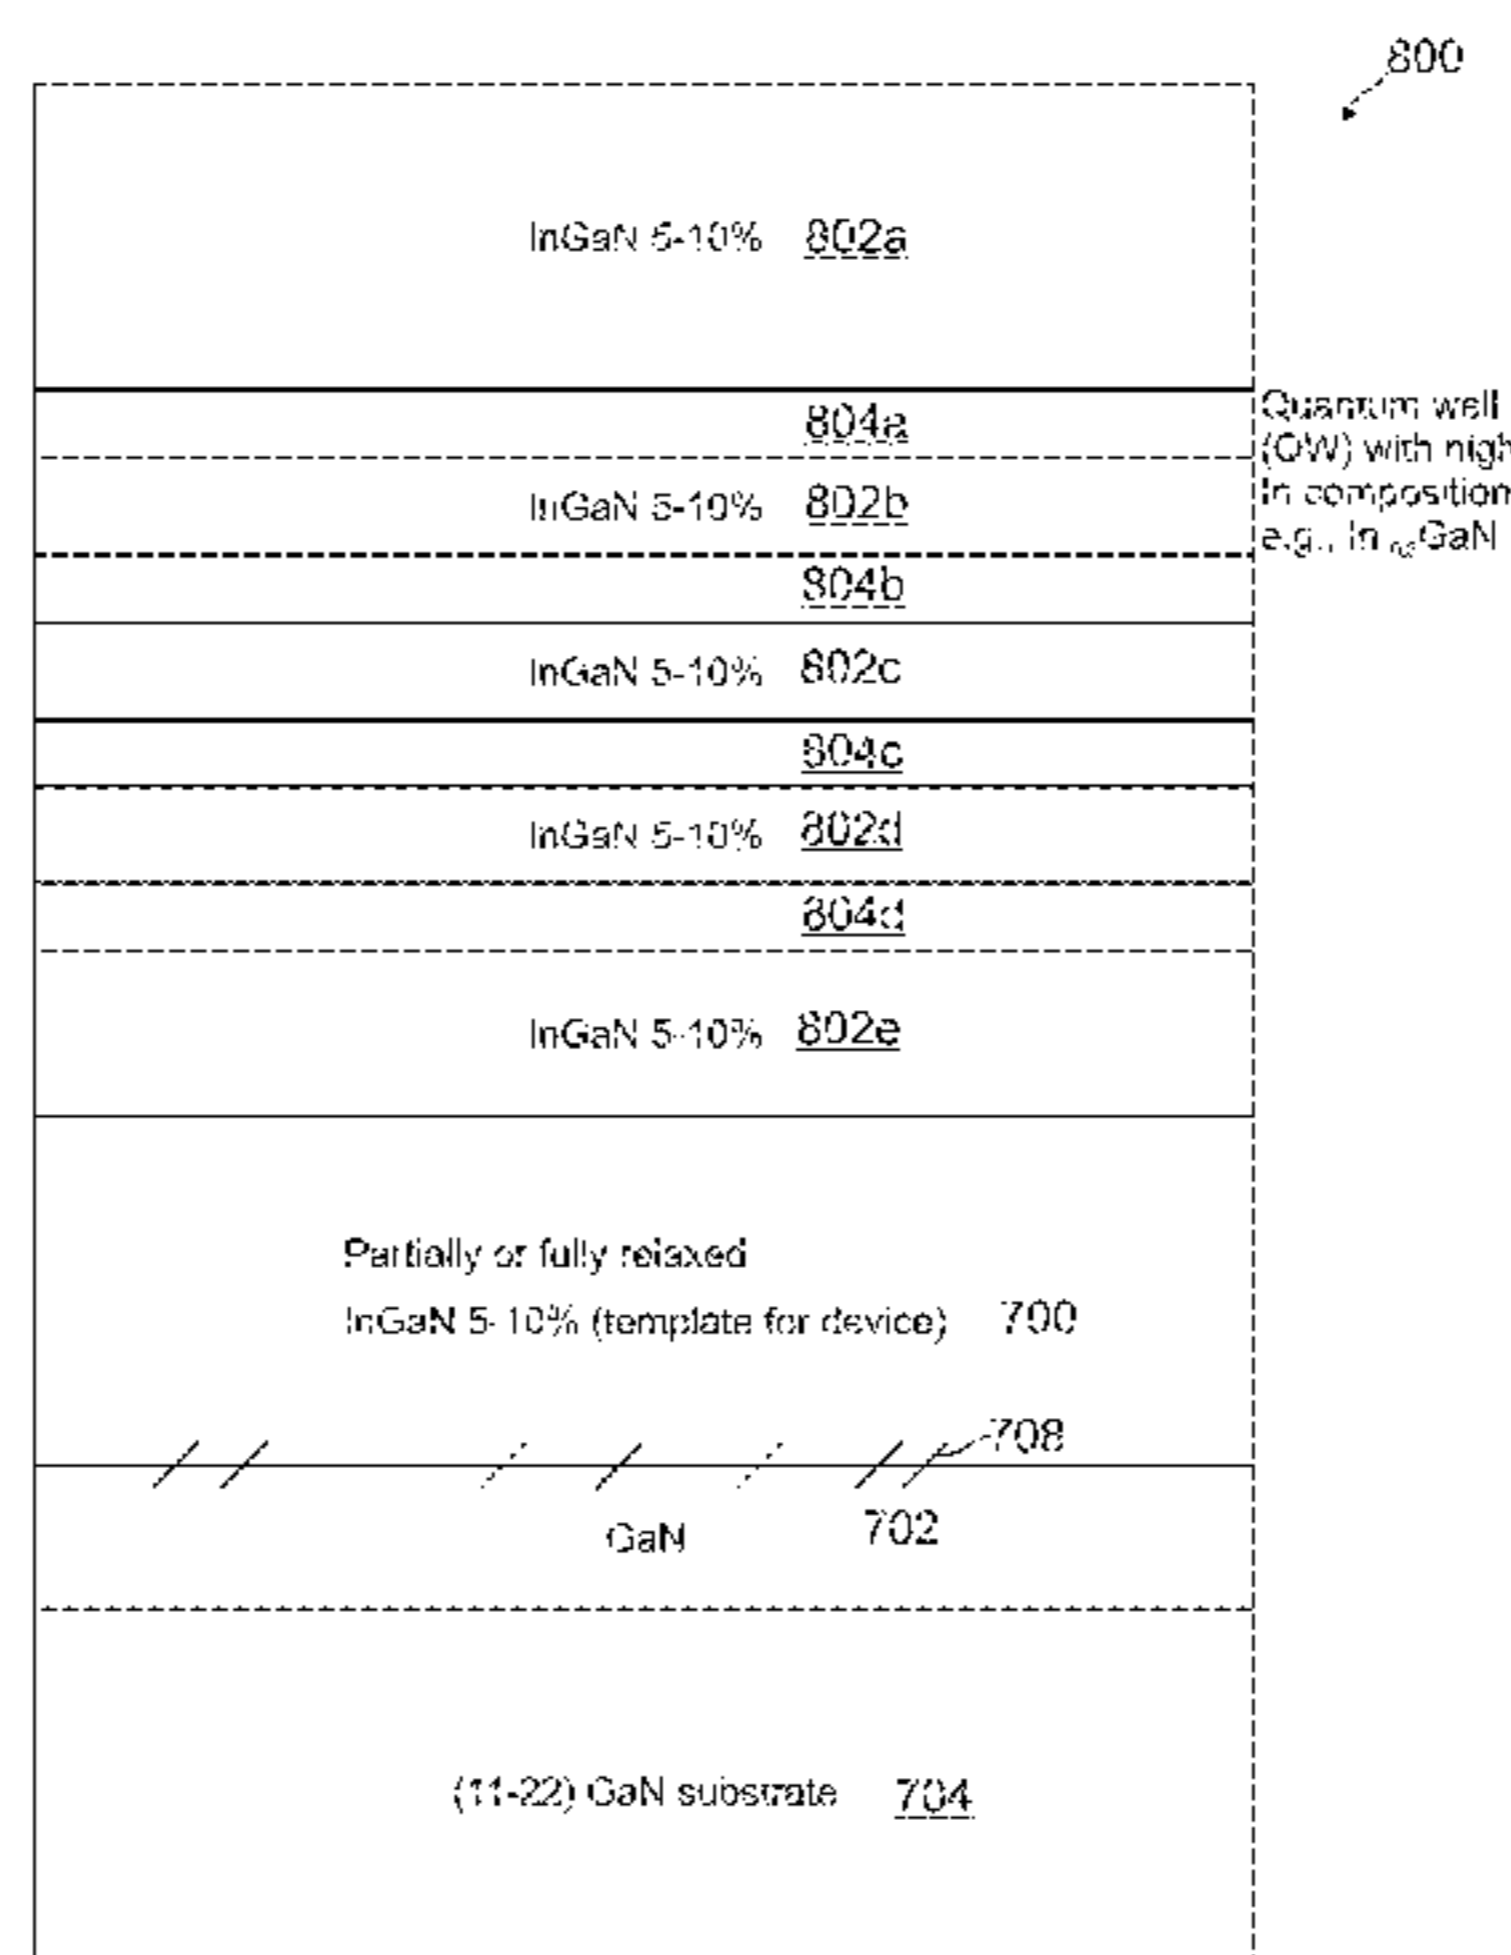 800
InGaN 5-10% 802a
804a
Quantum well
(QW) with high
In composition
e.g., In GaN
InGaN 5-10% 802b
804b
InGaN 5-10% 802c
804c
InGaN 5-10% 802d
804d
InGaN 5-10% 802e
Partially or fully relaxed
InGaN 5-10% (template for device) 700
708
GaN 702
(11-22) GaN substrate 704